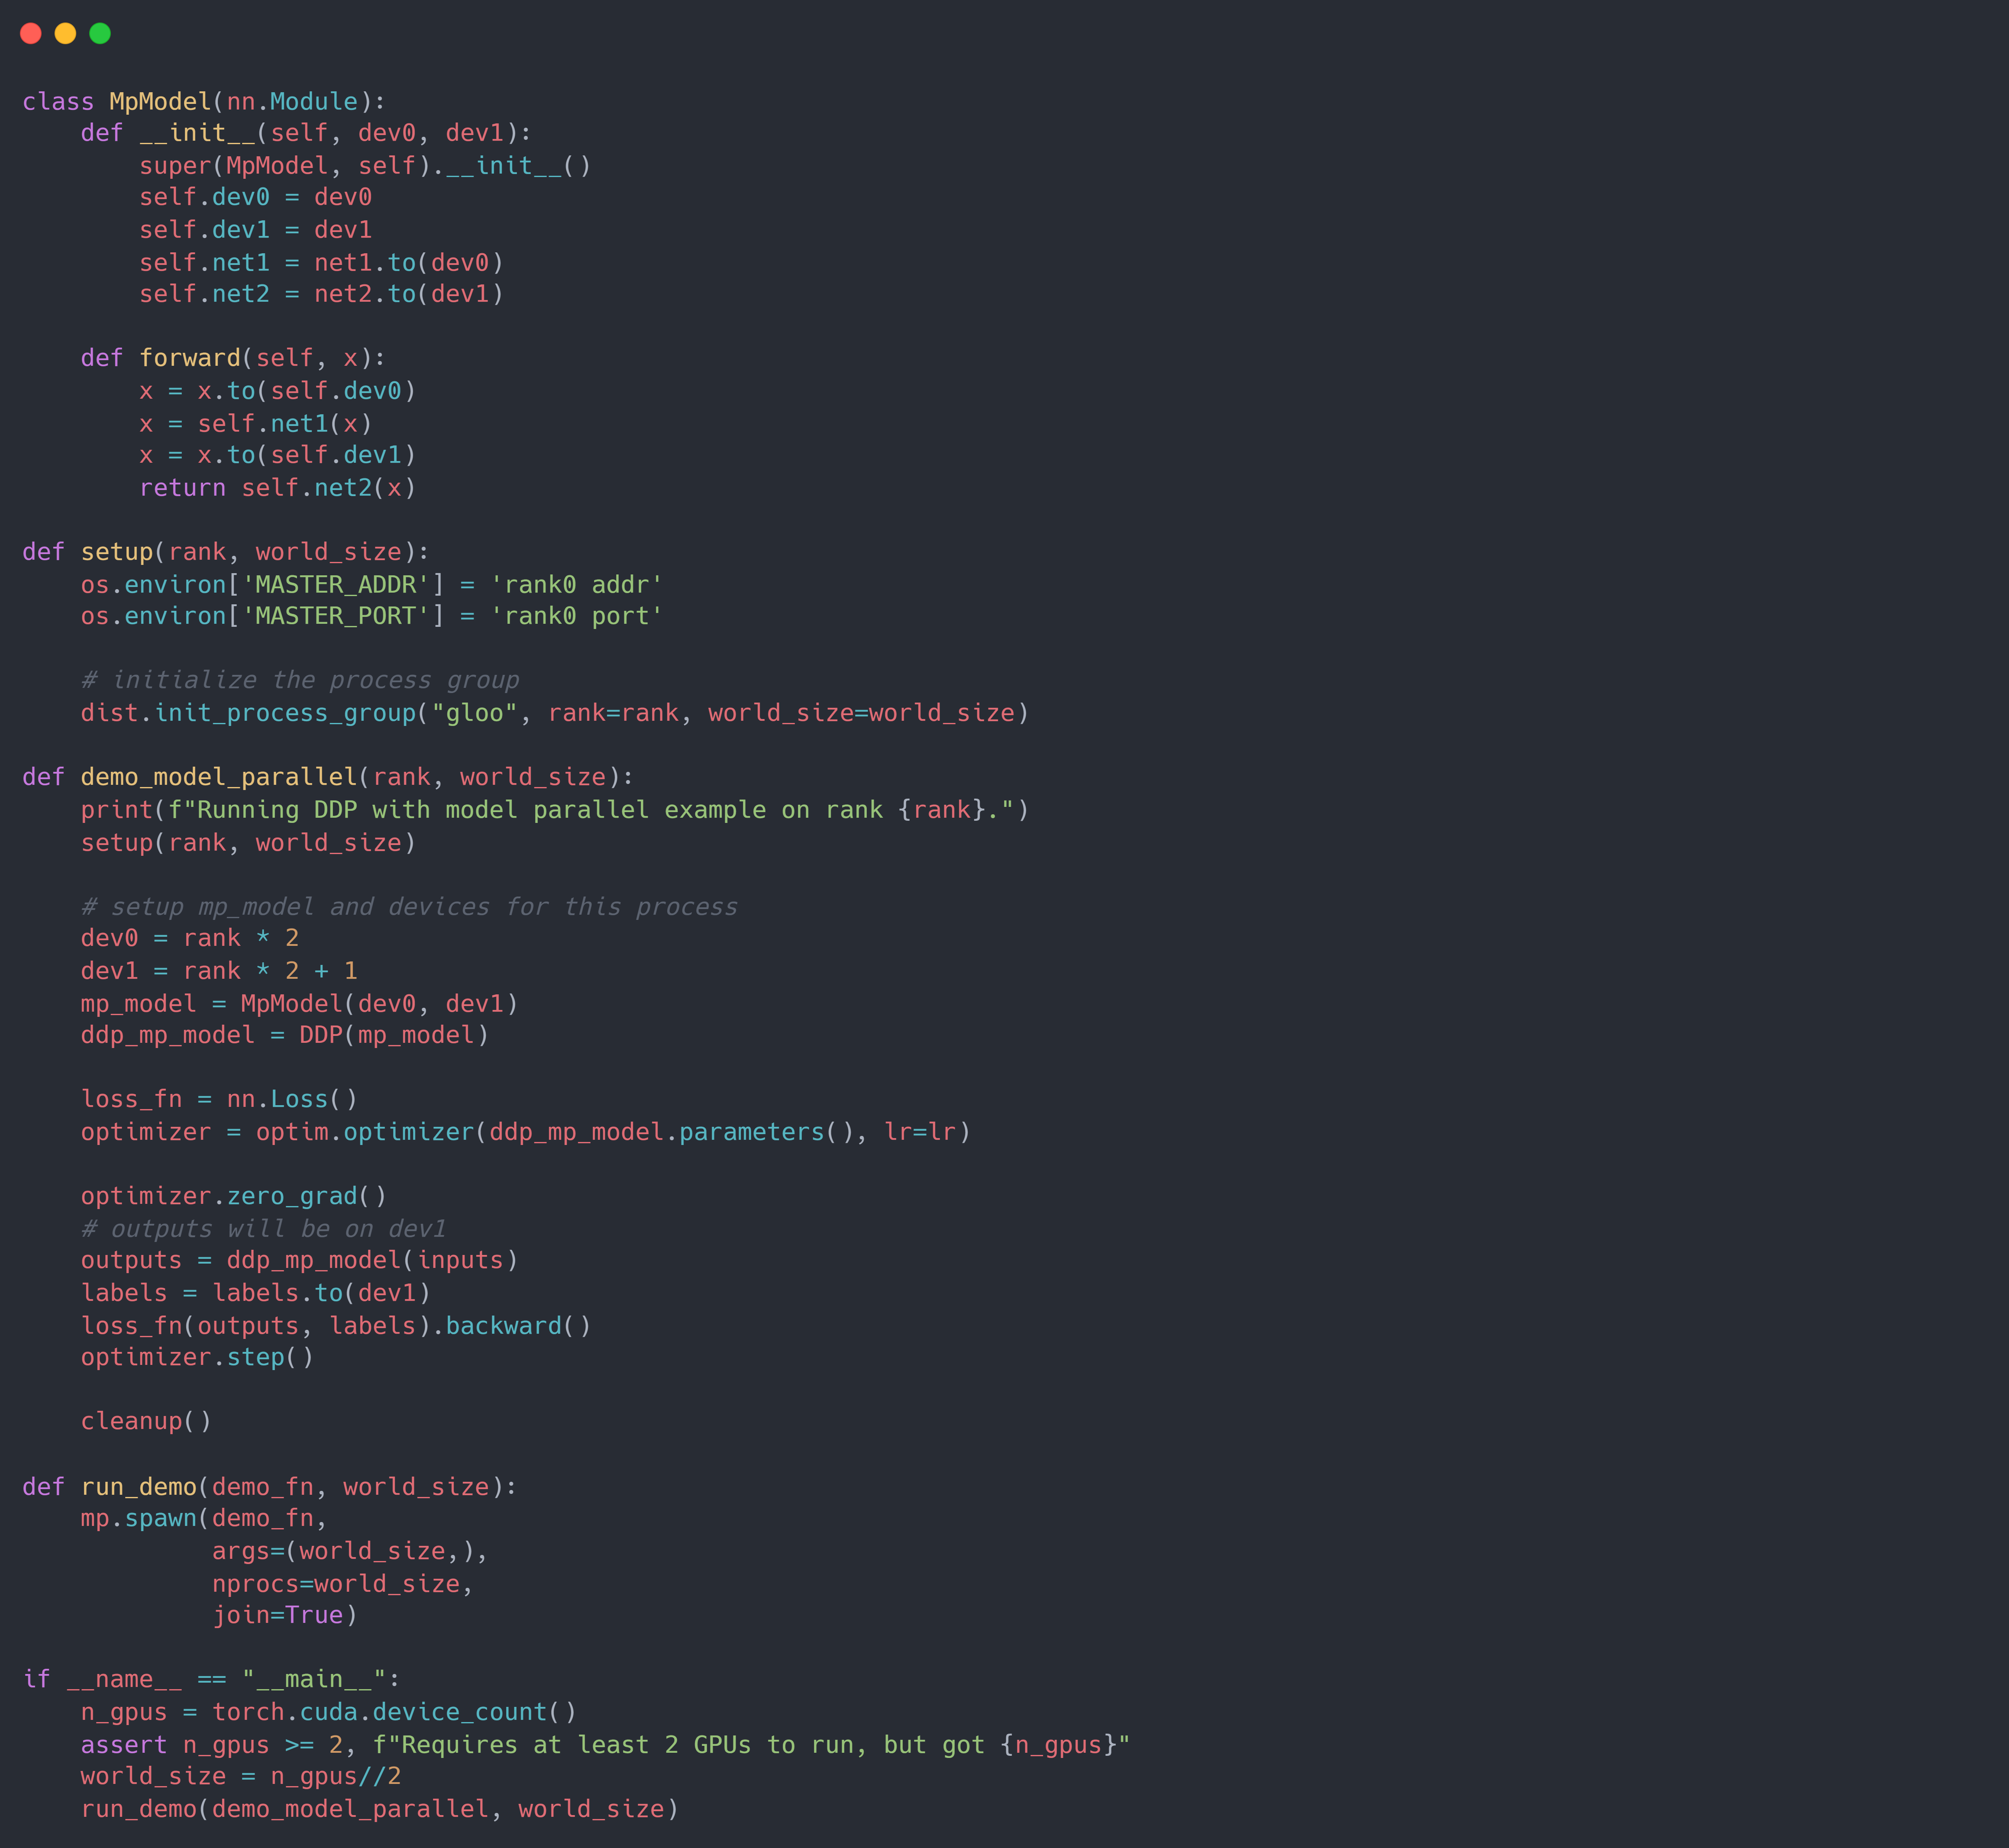 class MpModel(nn.Module):
    def __init__(self, dev0, dev1):
        super(MpModel, self).__init__()
        self.dev0 = dev0
        self.dev1 = dev1
        self.net1 = net1.to(dev0)
        self.net2 = net2.to(dev1)

    def forward(self, x):
        x = x.to(self.dev0)
        x = self.net1(x)
        x = x.to(self.dev1)
        return self.net2(x)

def setup(rank, world_size):
    os.environ['MASTER_ADDR'] = 'rank0 addr'
    os.environ['MASTER_PORT'] = 'rank0 port'

    # initialize the process group
    dist.init_process_group("gloo", rank=rank, world_size=world_size)

def demo_model_parallel(rank, world_size):
    print(f"Running DDP with model parallel example on rank {rank}.")
    setup(rank, world_size)

    # setup mp_model and devices for this process
    dev0 = rank * 2
    dev1 = rank * 2 + 1
    mp_model = MpModel(dev0, dev1)
    ddp_mp_model = DDP(mp_model)

    loss_fn = nn.Loss()
    optimizer = optim.optimizer(ddp_mp_model.parameters(), lr=lr)

    optimizer.zero_grad()
    # outputs will be on dev1
    outputs = ddp_mp_model(inputs)
    labels = labels.to(dev1)
    loss_fn(outputs, labels).backward()
    optimizer.step()

    cleanup()

def run_demo(demo_fn, world_size):
    mp.spawn(demo_fn,
             args=(world_size,),
             nprocs=world_size,
             join=True)

if __name__ == "__main__":
    n_gpus = torch.cuda.device_count()
    assert n_gpus >= 2, f"Requires at least 2 GPUs to run, but got {n_gpus}"
    world_size = n_gpus//2
    run_demo(demo_model_parallel, world_size)